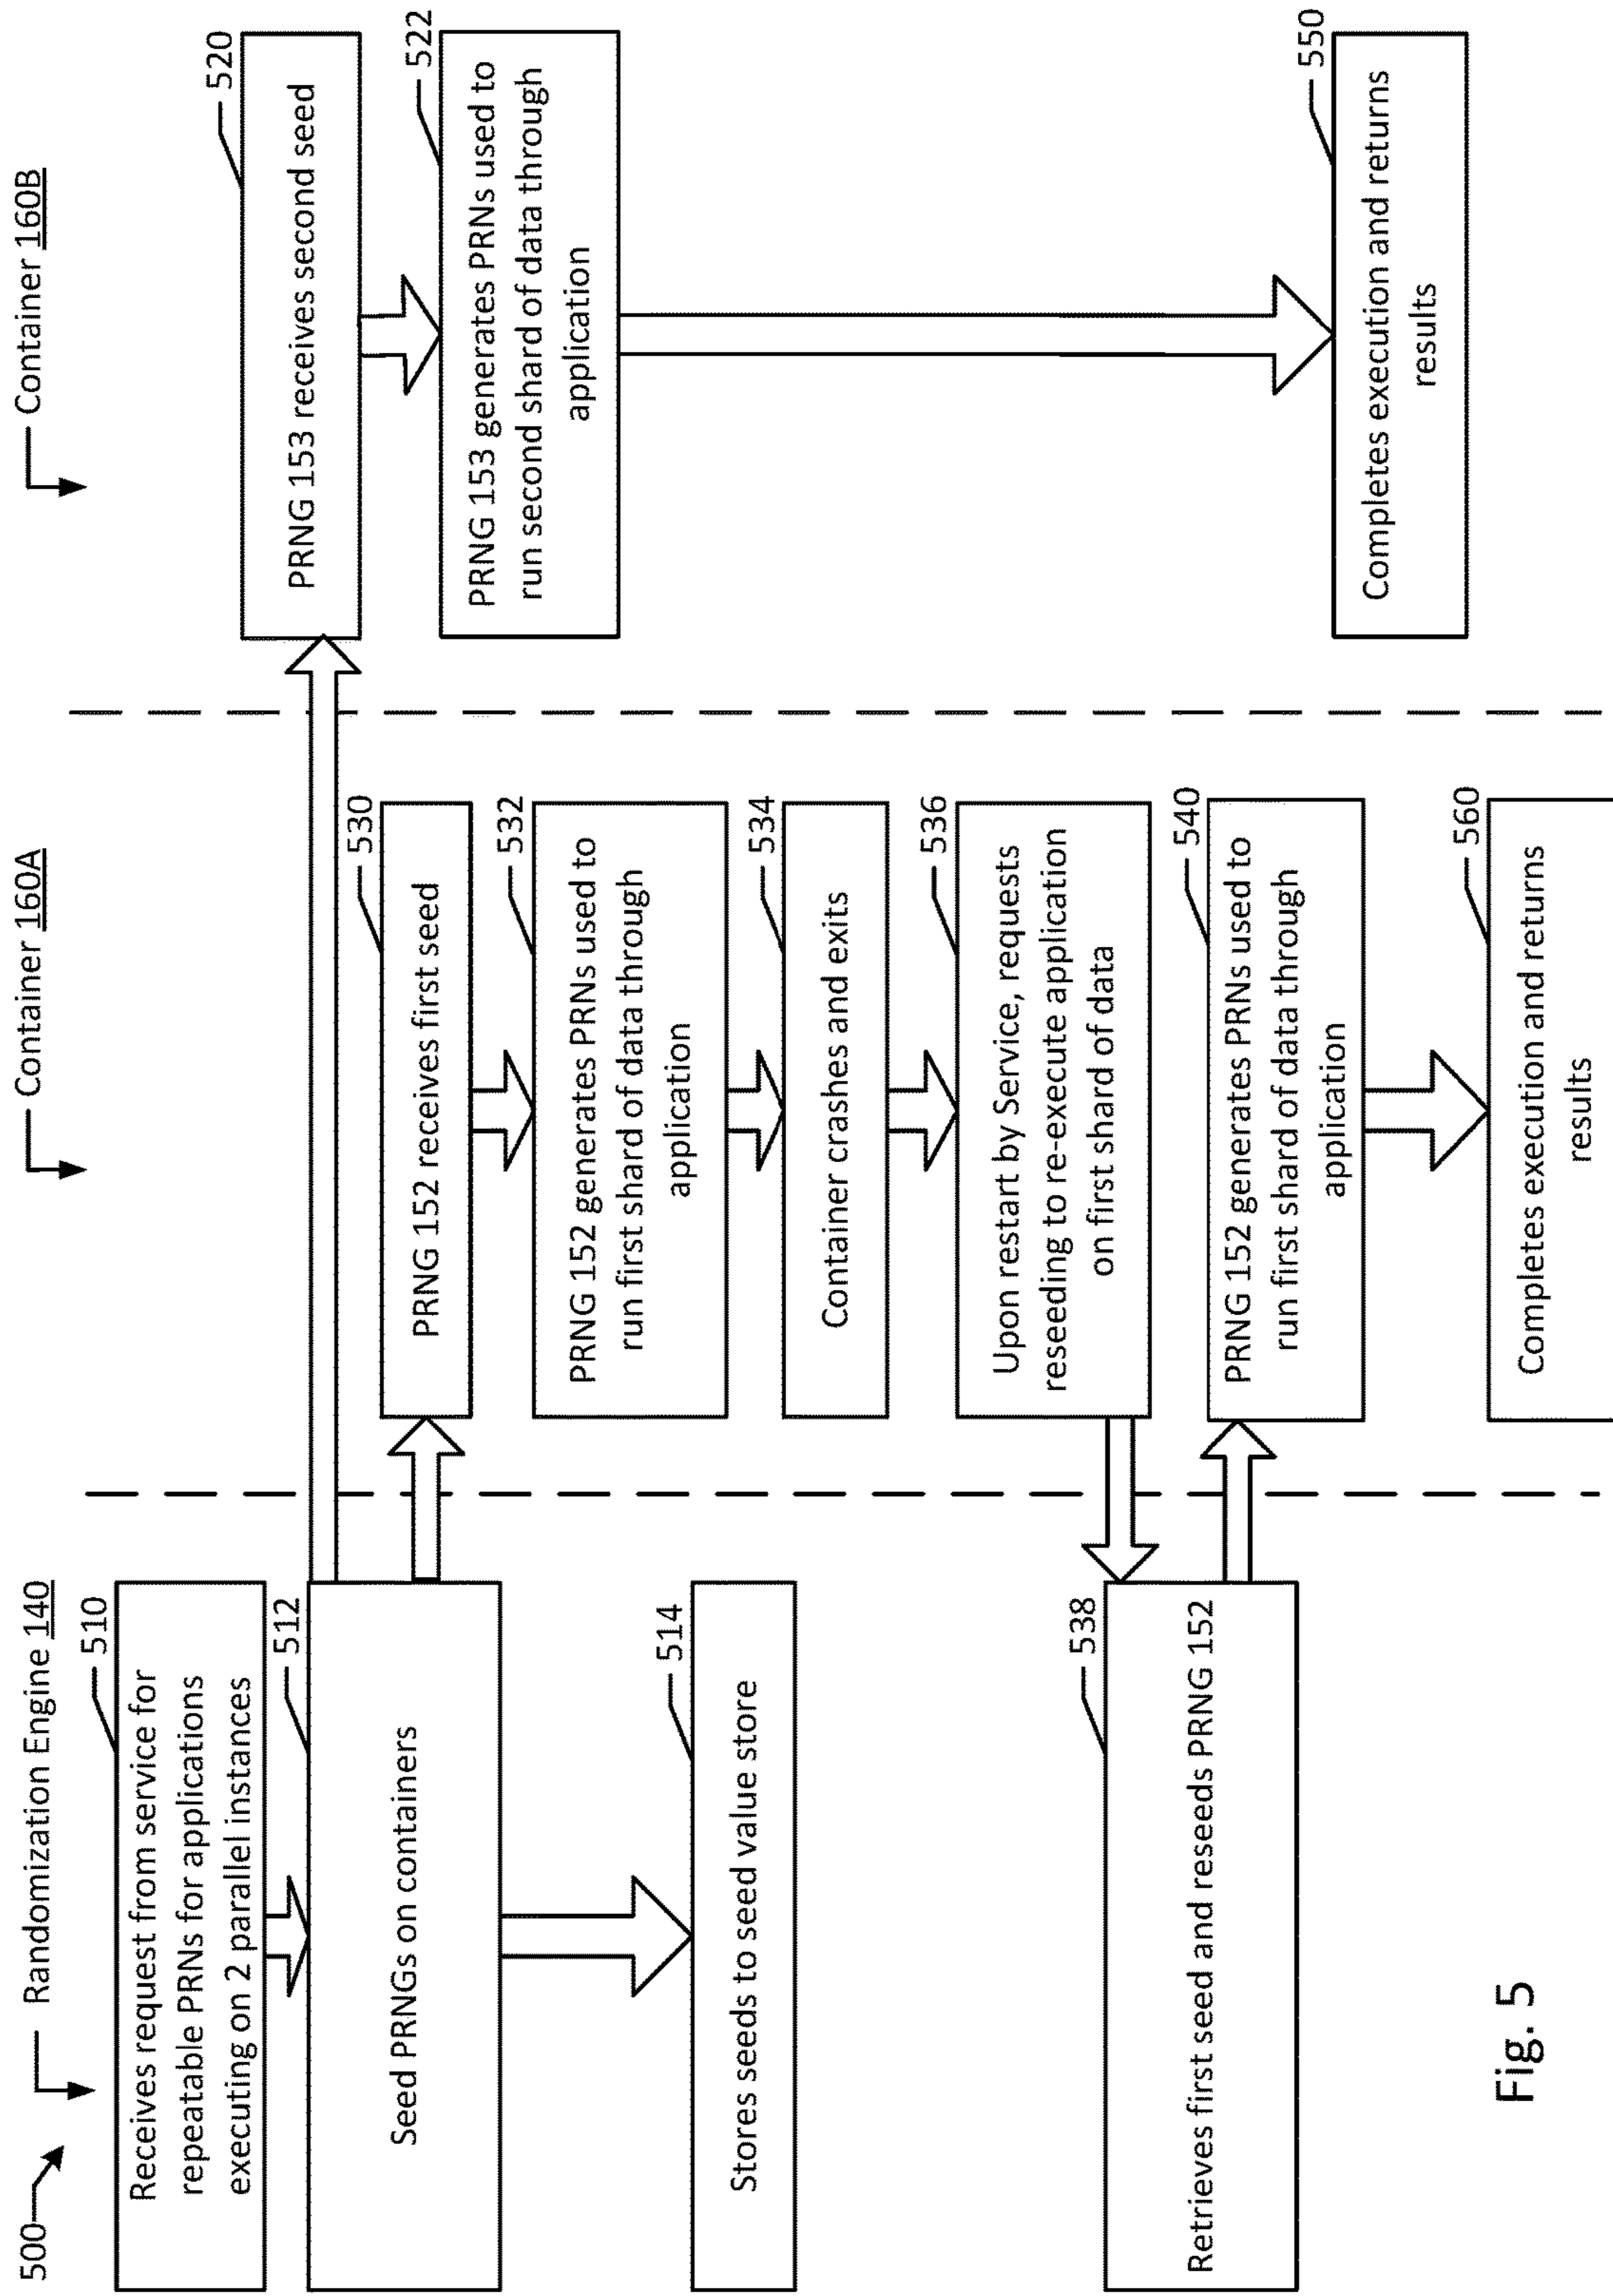 500
Randomization Engine 140
510
Receives request from service for
repeatable PRNs for applications
executing on 2 parallel instances
512
Seed PRNGs on containers
514
Stores seeds to seed value store
538
Retrieves first seed and reseeds PRNG 152
Container 160A
530
PRNG 152 receives first seed
532
PRNG 152 generates PRNs used to
run first shard of data through
application
534
Container crashes and exits
536
Upon restart by Service, requests
reseeding to re-execute application
on first shard of data
540
PRNG 152 generates PRNs used to
run first shard of data through
application
560
Completes execution and returns
results
Container 160B
520
PRNG 153 receives second seed
522
PRNG 153 generates PRNs used to
run second shard of data through
application
550
Completes execution and returns
results
Fig. 5